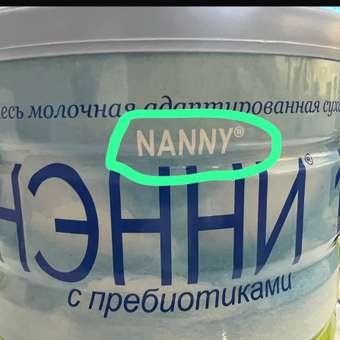 молочная адаптированная
NANNY®
НЭННИ®
с пребиотиками